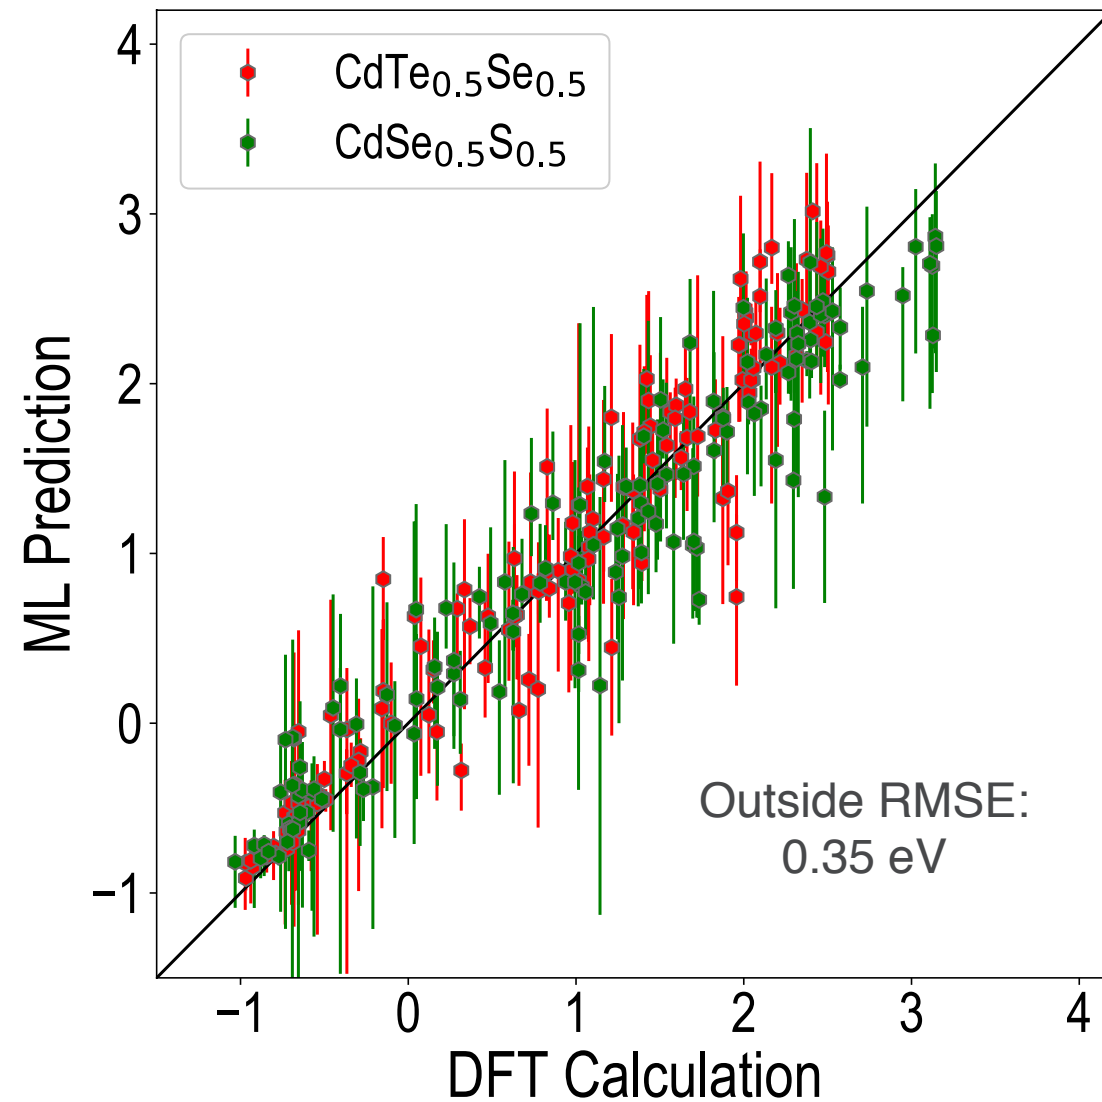 CdTe0.5Se0.5
CdSe0.5S0.5
4
3
2
1
0
−1
ML Prediction
Outside RMSE:
0.35 eV
−1 0 1 2 3 4
DFT Calculation